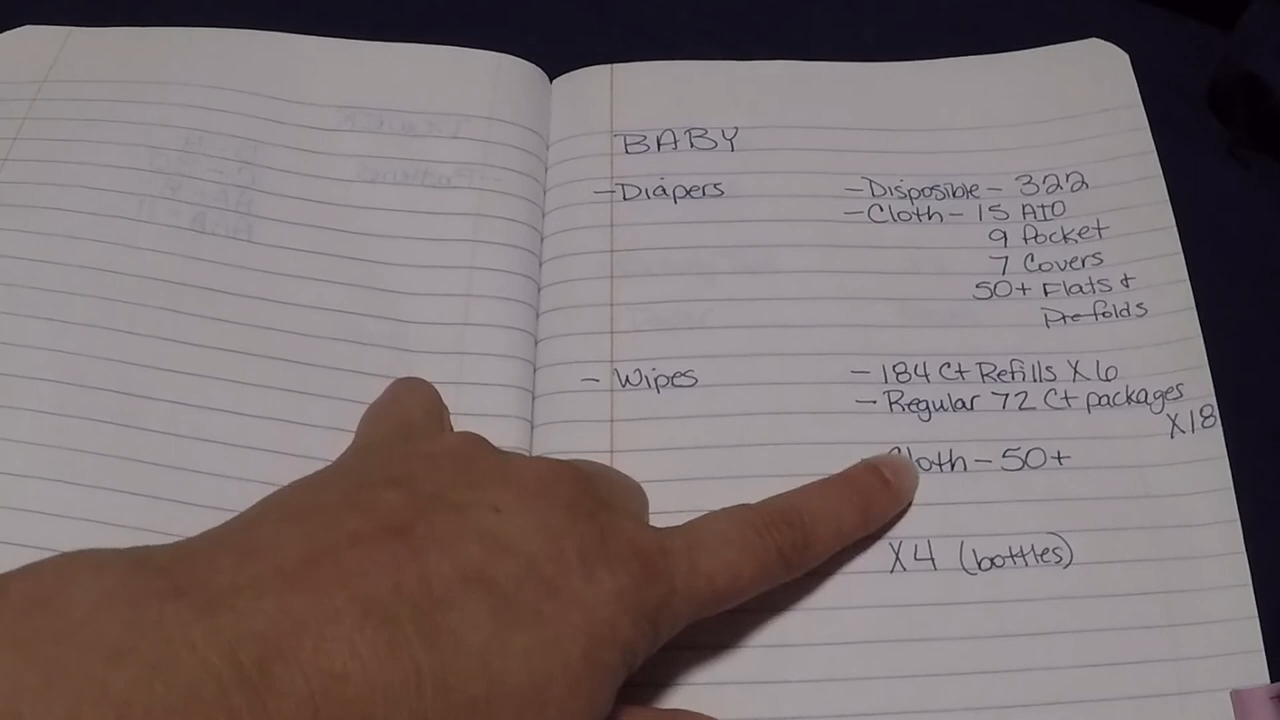 BABY
- Diapers - Disposible - 322
- Cloth - 15 AIO
9 Pocket
7 Covers
50+ Flats +
Prefolds
- Wipes - 184 Ct Refills X 6
- Regular 72 Ct packages
X18
Cloth - 50+
X4 (bottles)